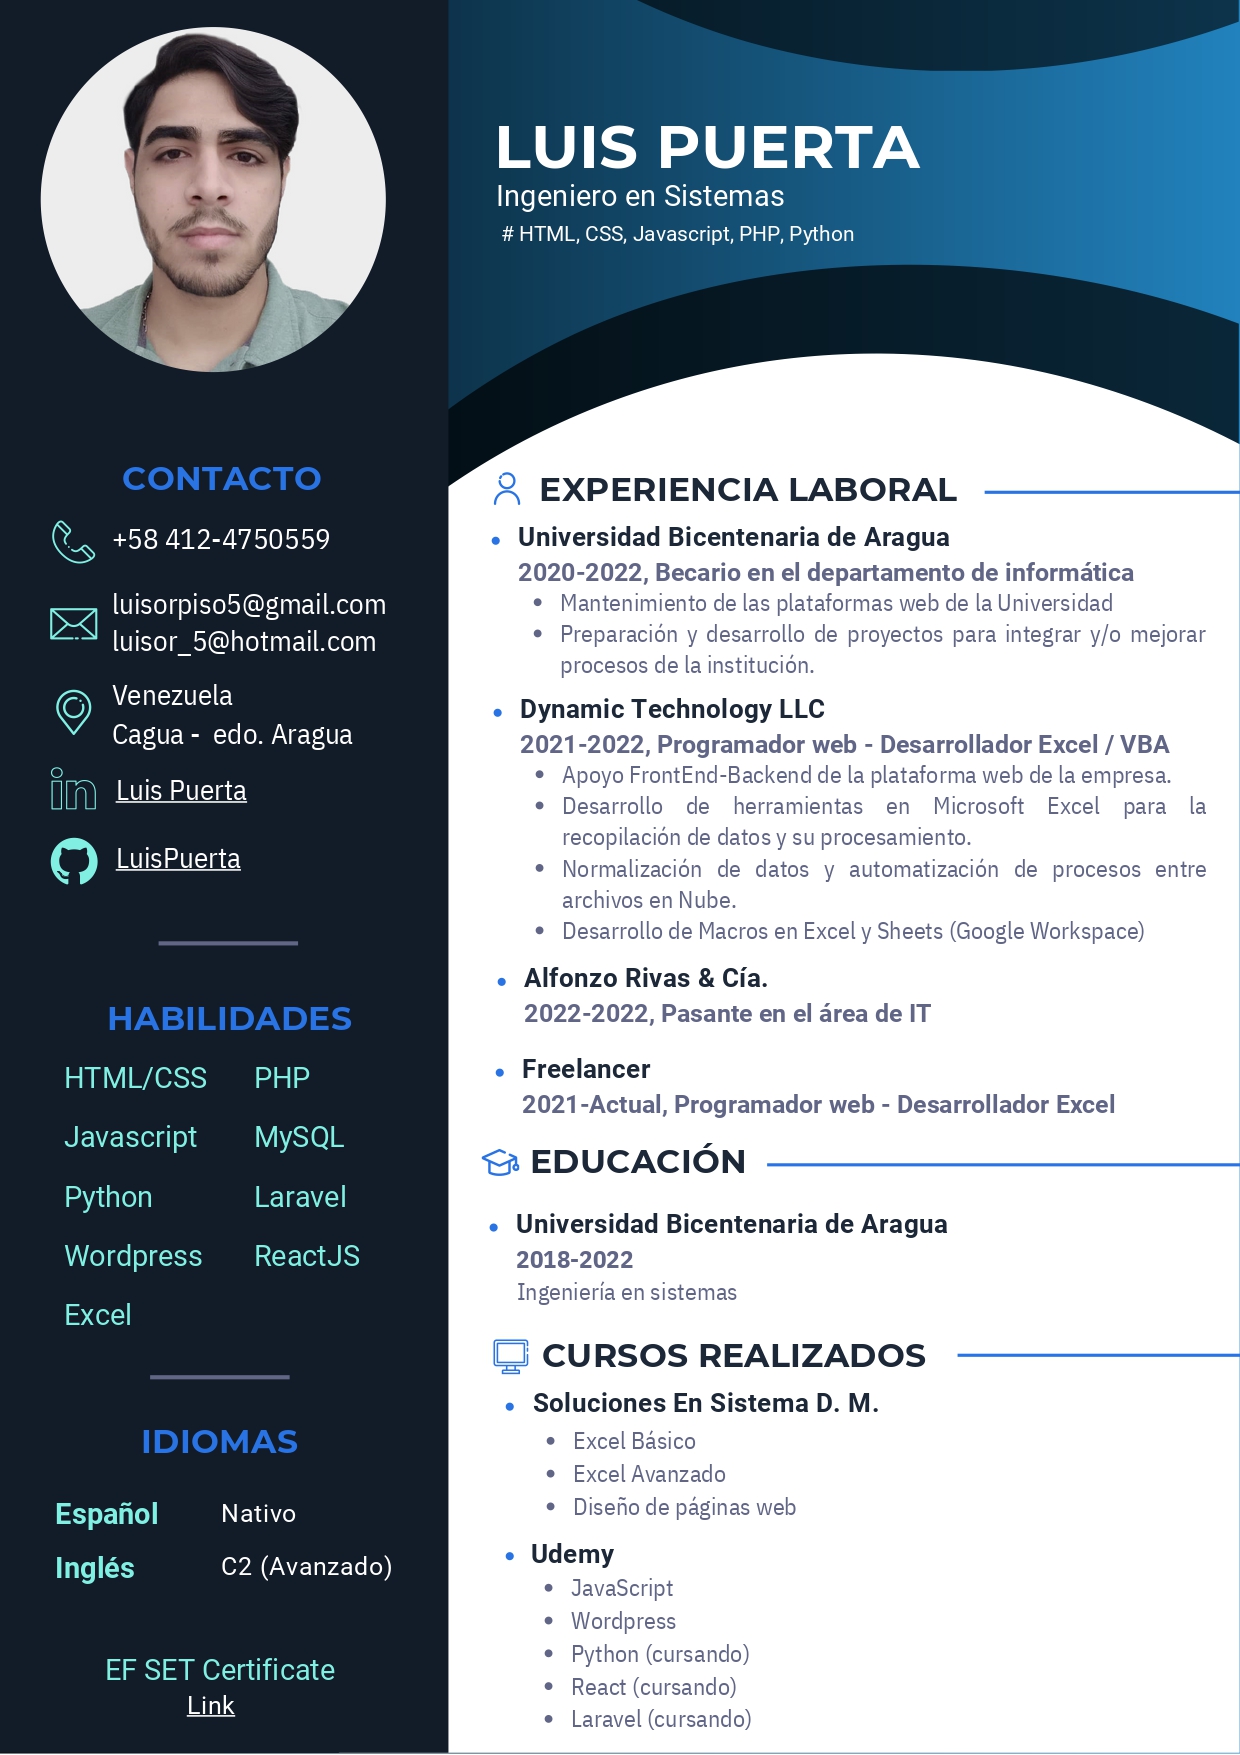 LUIS PUERTA
Ingeniero en Sistemas
# HTML, CSS, Javascript, PHP, Python
CONTACTO
+58 412-4750559
luisorpiso5@gmail.com
luisor_5@hotmail.com
Venezuela
Cagua - edo. Aragua
in
Luis Puerta
LuisPuerta
HABILIDADES
HTML/CSS PHP
Javascript MySQL
Python Laravel
Wordpress ReactJS
Excel
IDIOMAS
Español Nativo
Inglés C2 (Avanzado)
EF SET Certificate
Link
EXPERIENCIA LABORAL
• Universidad Bicentenaria de Aragua
2020-2022, Becario en el departamento de informática
• Mantenimiento de las plataformas web de la Universidad
• Preparación y desarrollo de proyectos para integrar y/o mejorar
procesos de la institución.
• Dynamic Technology LLC
2021-2022, Programador web - Desarrollador Excel / VBA
• Apoyo FrontEnd-Backend de la plataforma web de la empresa.
• Desarrollo de herramientas en Microsoft Excel para la
recopilación de datos y su procesamiento.
• Normalización de datos y automatización de procesos entre
archivos en Nube.
• Desarrollo de Macros en Excel y Sheets (Google Workspace)
• Alfonzo Rivas & Cía.
2022-2022, Pasante en el área de IT
• Freelancer
2021-Actual, Programador web - Desarrollador Excel
EDUCACIÓN
• Universidad Bicentenaria de Aragua
2018-2022
Ingeniería en sistemas
CURSOS REALIZADOS
• Soluciones En Sistema D. M.
• Excel Básico
• Excel Avanzado
• Diseño de páginas web
• Udemy
• JavaScript
• Wordpress
• Python (cursando)
• React (cursando)
• Laravel (cursando)